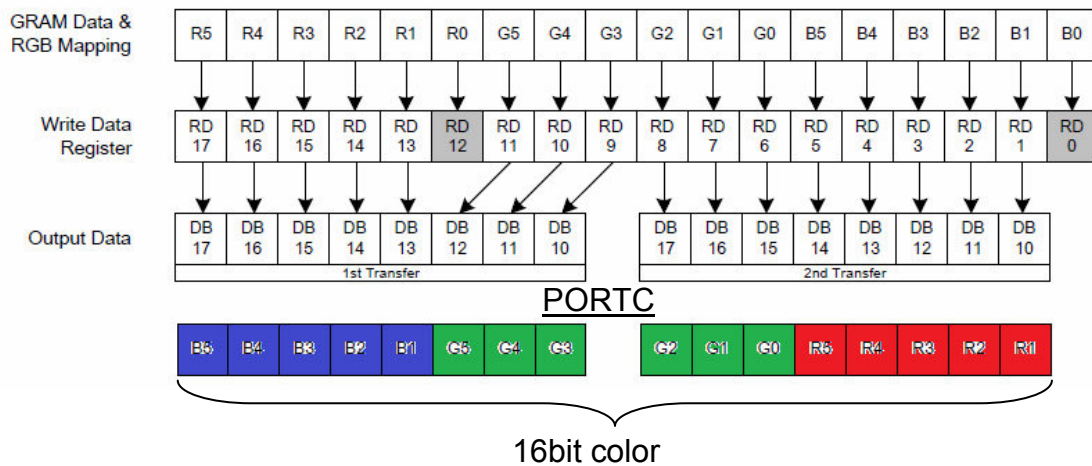 GRAM Data &
RGB Mapping
R5 R4 R3 R2 R1 R0 G5 G4 G3 G2 G1 G0 B5 B4 B3 B2 B1 B0
Write Data
Register
RD RD RD RD RD RD RD RD RD RD RD RD RD RD RD RD RD RD
17 16 15 14 13 12 11 10 9 8 7 6 5 4 3 2 1 0
Output Data
DB DB DB DB DB DB DB DB DB DB DB DB DB DB DB DB
17 16 15 14 13 12 11 10 17 16 15 14 13 12 11 10
1st Transfer 2nd Transfer
PORTC
B5 B4 B3 B2 B1 G5 G4 G3 G2 G1 G0 R5 R4 R3 R2 R1
16bit color